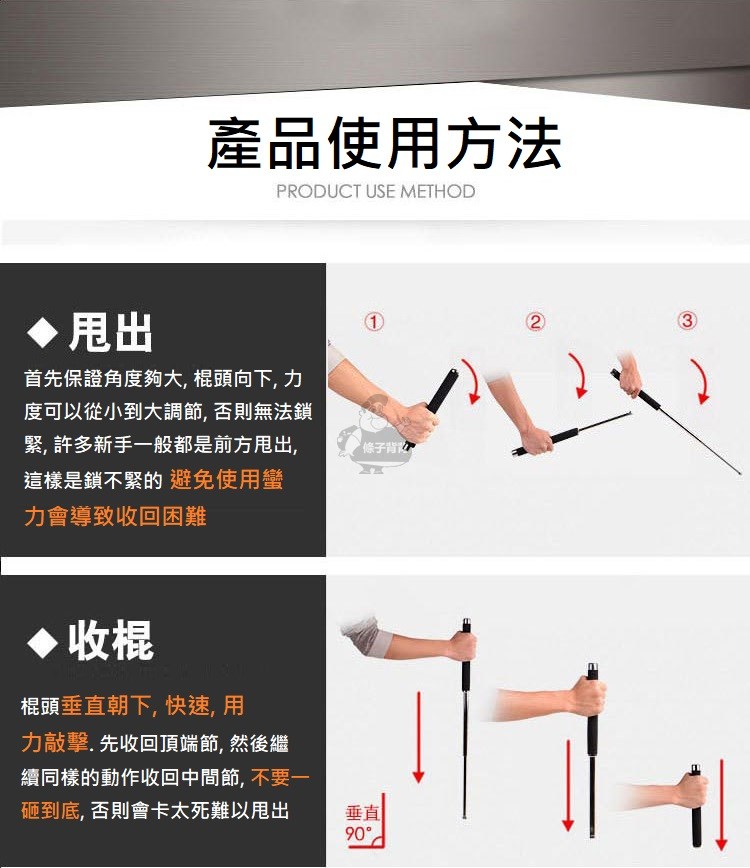 產品使用方法
PRODUCT USE METHOD
◆ 甩出
首先保證角度夠大, 棍頭向下, 力
度可以從小到大調節, 否則無法鎖
緊, 許多新手一般都是前方甩出,
這樣是鎖不緊的 避免使用蠻
力會導致收回困難
① ② ③
條子背背
◆ 收棍
棍頭垂直朝下, 快速, 用
力敲擊. 先收回頂端節, 然後繼
續同樣的動作收回中間節, 不要一
砸到底, 否則會卡太死難以甩出
垂直
90°